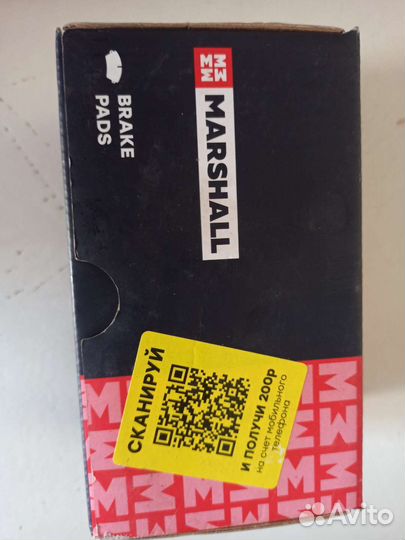 MARSHALL
BRAKE
PADS
СКАНИРУЙ
И ПОЛУЧИ 200р
на счет мобильного
телефона
Avito